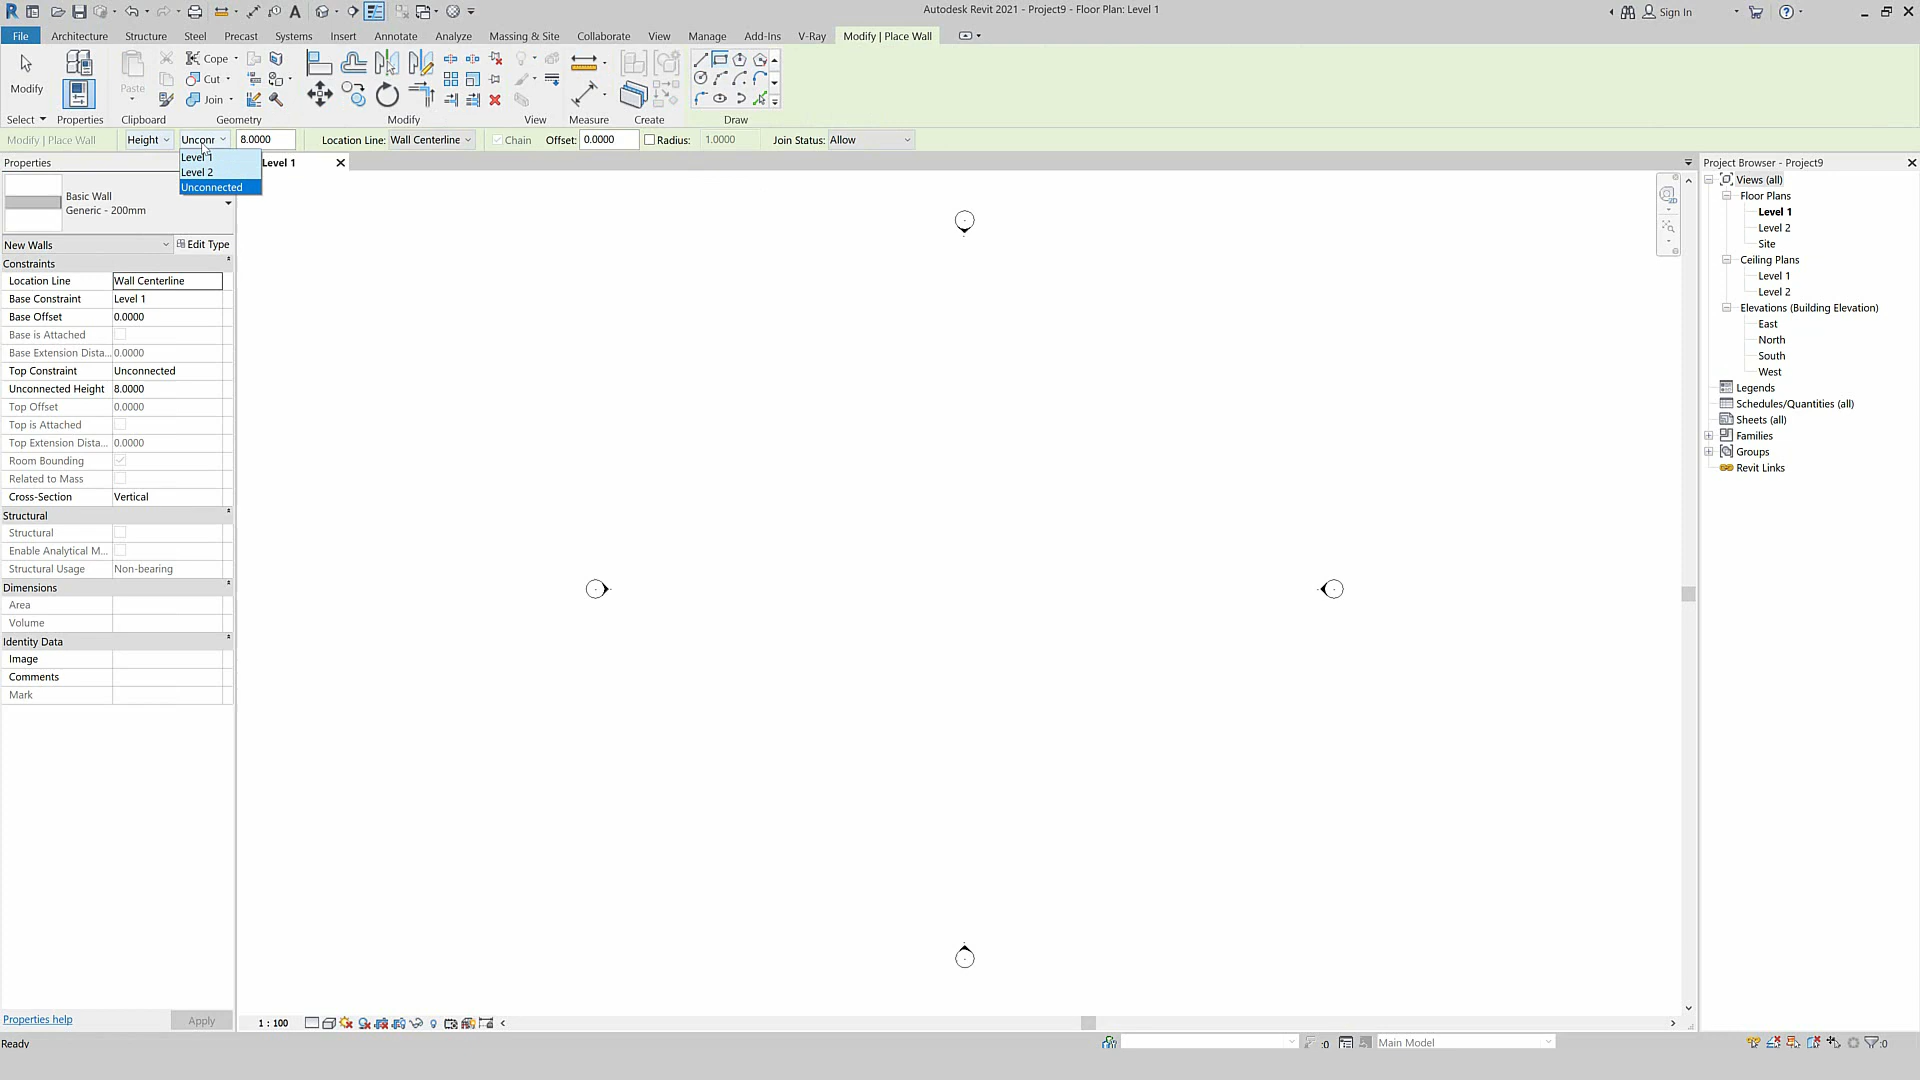 Autodesk Revit 2021 - Project9 - Floor Plan: Level 1
Sign In
File Architecture Structure Steel Precast Systems Insert Annotate Analyze Massing & Site Collaborate View Manage Add-Ins V-Ray Modify | Place Wall
Modify
Paste
Cope
Cut
Join
Select Properties Clipboard Geometry Modify View Measure Create Draw
Modify | Place Wall Height Unconr 8.0000 Location Line: Wall Centerline Chain Offset: 0.0000 Radius: 1.0000 Join Status: Allow
Level 1
Level 2
Unconnected
Properties
Level 1
Basic Wall
Generic - 200mm
New Walls Edit Type
Constraints
Location Line Wall Centerline
Base Constraint Level 1
Base Offset 0.0000
Base is Attached
Base Extension Dista... 0.0000
Top Constraint Unconnected
Unconnected Height 8.0000
Top Offset 0.0000
Top is Attached
Top Extension Dista... 0.0000
Room Bounding
Related to Mass
Cross-Section Vertical
Structural
Structural
Enable Analytical M...
Structural Usage Non-bearing
Dimensions
Area
Volume
Identity Data
Image
Comments
Mark
Properties help Apply
1 : 100
Project Browser - Project9
Views (all)
Floor Plans
Level 1
Level 2
Site
Ceiling Plans
Level 1
Level 2
Elevations (Building Elevation)
East
North
South
West
Legends
Schedules/Quantities (all)
Sheets (all)
Families
Groups
Revit Links
Ready
:0
Main Model
:0